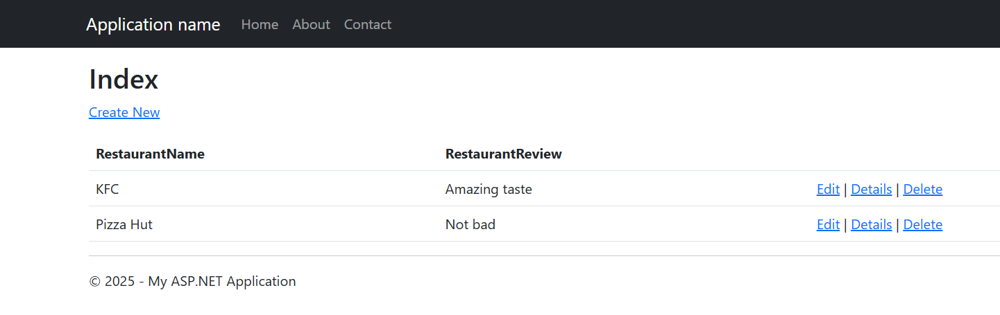 Application name Home About Contact
Index
Create New
RestaurantName RestaurantReview
KFC Amazing taste Edit | Details | Delete
Pizza Hut Not bad Edit | Details | Delete
© 2025 - My ASP.NET Application